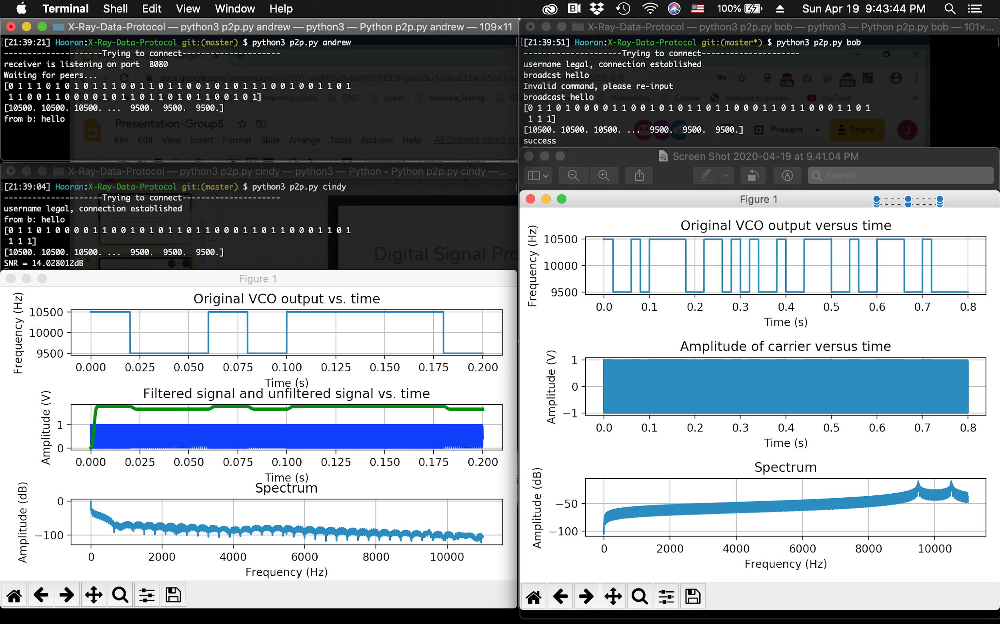 Terminal Shell Edit View Window Help 100% Sun Apr 19 9:43:44 PM
X-Ray-Data-Protocol — python3 p2p.py andrew — python3 — Python p2p.py andrew — 109×11
[[21:39:21] Haoran:X-Ray-Data-Protocol git:(master) $ python3 p2p.py andrew ]
---------------------Trying to connect---------------------
receiver is listening on port  8080
Waiting for peers...
[0 1 1 1 0 1 0 1 0 1 1 1 0 0 1 1 0 1 1 0 0 1 0 1 0 1 1 1 0 0 1 0 0 1 1 0 1
 1 1 0 0 1 1 0 0 0 0 1 0 1 1 0 1 1 0 1 0 1 1 0 0 1 0 1]
[10500. 10500. 10500. ...  9500.  9500.  9500.]
from b: hello
docs.google.com/presentation/d/1DY-owPA8gByhaWXhPE95Ftg6NZkxTiqJkuCLE4uY5mU/ed
Internships/Jobs DND Loans Software_Testing
Presentation-Group5
File Edit View Insert Format Slide Arrange Tools Add-ons Help All changes saved in
X-Ray-Data-Protocol — python3 p2p.py bob — python3 — Python p2p.py bob — 101×...
[[21:39:51] Haoran:X-Ray-Data-Protocol git:(master*) $ python3 p2p.py bob ]
---------------------Trying to connect---------------------
username legal, connection established
broadcst hello
Invalid command, please re-input
broadcast hello
[0 1 1 0 1 0 0 0 0 1 1 0 0 1 0 1 0 1 1 0 1 1 0 0 0 1 1 0 1 1 0 0 0 1 1 0 1
 1 1 1]
[10500. 10500. 10500. ...  9500.  9500.  9500.]
success
Networking Corona Software Engineeri... YouTube »
Present Share J
X-Ray-Data-Protocol — python3 p2p.py cindy — python3 — Python ◂ Python p2p.py cindy —...
[[21:39:04] Haoran:X-Ray-Data-Protocol git:(master) $ python3 p2p.py cindy ]
---------------------Trying to connect---------------------
username legal, connection established
from b: hello
[0 1 1 0 1 0 0 0 0 1 1 0 0 1 0 1 0 1 1 0 1 1 0 0 0 1 1 0 1 1 0 0 0 1 1 0 1
 1 1 1]
[10500. 10500. 10500. ...  9500.  9500.  9500.]
SNR = 14.028012dB
Digital Signal Pro
Screen Shot 2020-04-19 at 9.41.04 PM
Search
Figure 1
Original VCO output vs. time
Frequency (Hz)
10500
10000
9500
0.000 0.025 0.050 0.075 0.100 0.125 0.150 0.175 0.200
Time (s)
Filtered signal and unfiltered signal vs. time
Amplitude (V)
1
0
0.000 0.025 0.050 0.075 0.100 0.125 0.150 0.175 0.200
Time (s)
Spectrum
Amplitude (dB)
0
−100
0 2000 4000 6000 8000 10000
Frequency (Hz)
Figure 1
Original VCO output versus time
Frequency (Hz)
10500
10000
9500
0.0 0.1 0.2 0.3 0.4 0.5 0.6 0.7 0.8
Time (s)
Amplitude of carrier versus time
Amplitude (V)
1
0
−1
0.0 0.1 0.2 0.3 0.4 0.5 0.6 0.7 0.8
Time (s)
Spectrum
Amplitude (dB)
−50
−100
0 2000 4000 6000 8000 10000
Frequency (Hz)